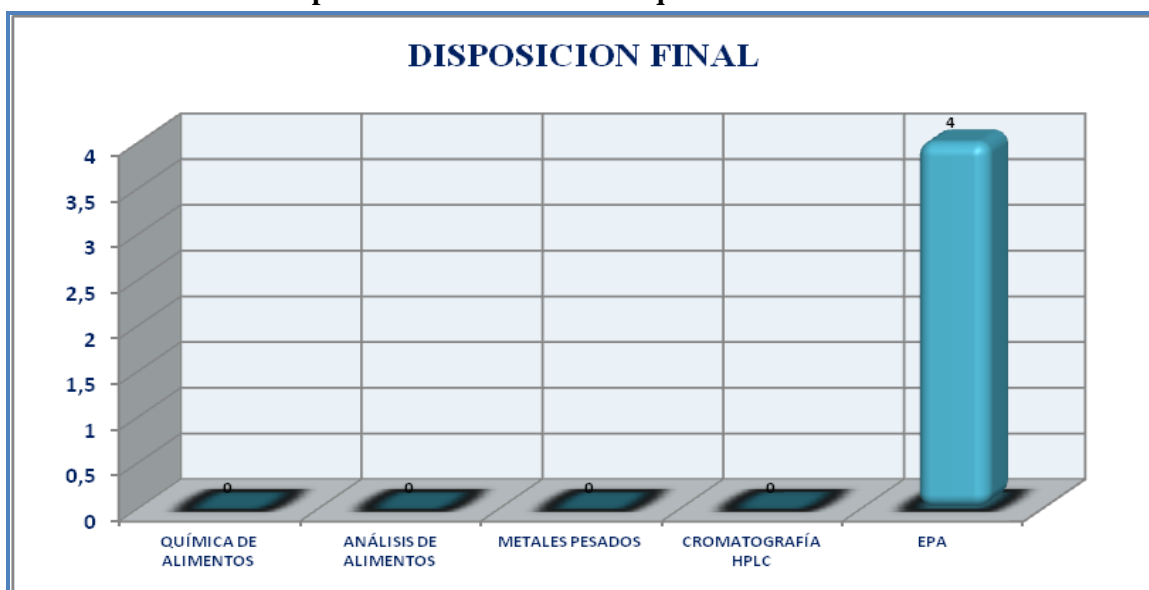 DISPOSICION FINAL
4
4
3,5
3
2,5
2
1,5
1
0,5
0
0 0 0 0
QUÍMICA DE ALIMENTOS
ANÁLISIS DE ALIMENTOS
METALES PESADOS
CROMATOGRAFÍA HPLC
EPA